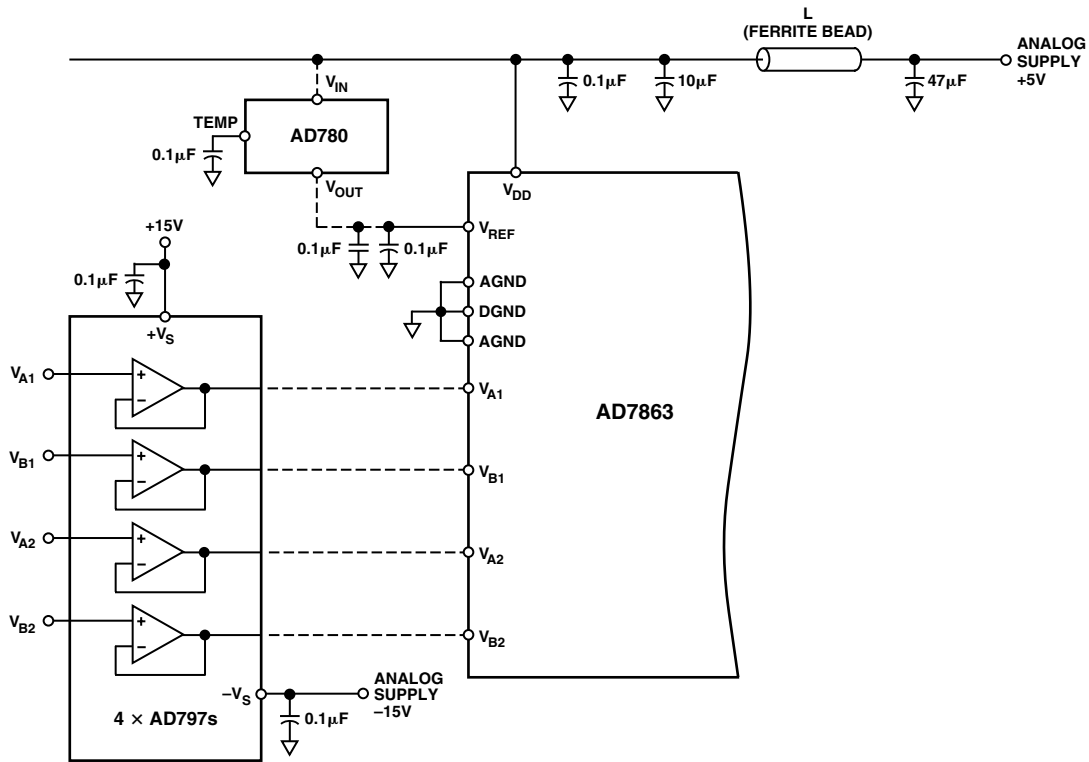 L
(FERRITE BEAD)
ANALOG
SUPPLY
+5V
0.1µF
10µF
47µF
VIN
TEMP
AD780
0.1µF
VOUT
VDD
+15V
0.1µF
0.1µF
VREF
0.1µF
AGND
DGND
AGND
+VS
VA1
+
–
VA1
AD7863
VB1
+
–
VB1
VA2
+
–
VA2
VB2
+
–
VB2
–VS
ANALOG
SUPPLY
–15V
4 × AD797s
0.1µF